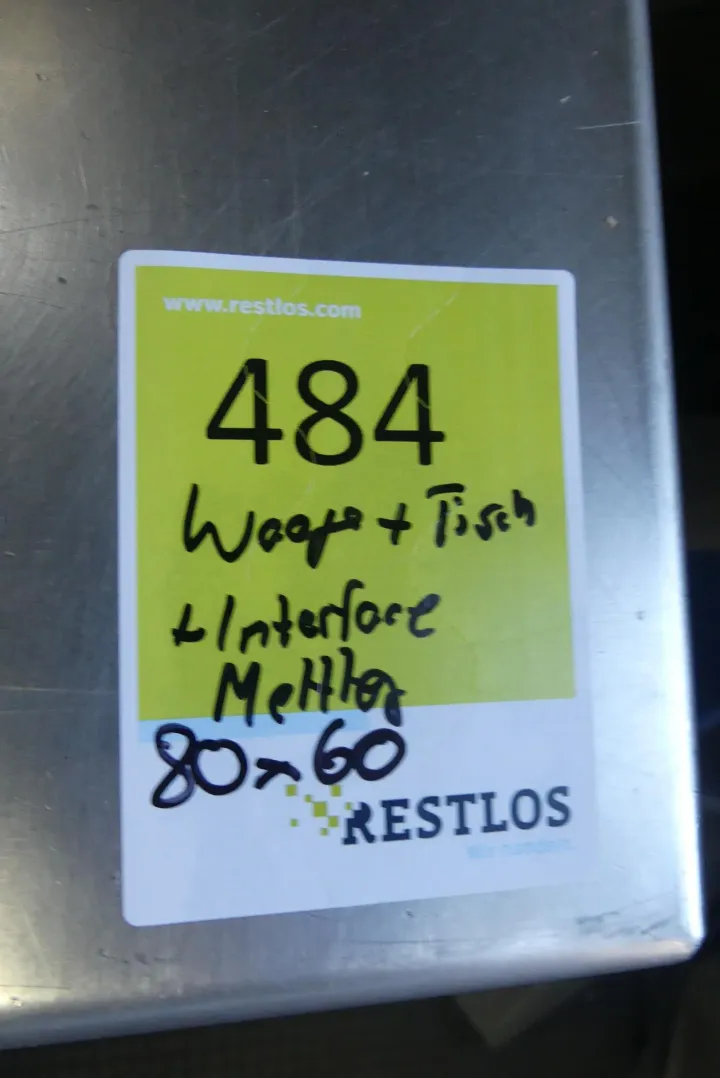 www.restlos.com
484
Waage + Tisch
+ Interface
Mettler
80 x 60
RESTLOS